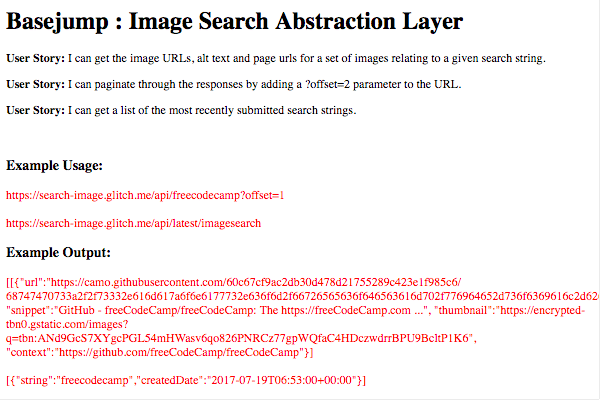 Basejump : Image Search Abstraction Layer
User Story: I can get the image URLs, alt text and page urls for a set of images relating to a given search string.
User Story: I can paginate through the responses by adding a ?offset=2 parameter to the URL.
User Story: I can get a list of the most recently submitted search strings.
Example Usage:
https://search-image.glitch.me/api/freecodecamp?offset=1
https://search-image.glitch.me/api/latest/imagesearch
Example Output:
[[{"url":"https://camo.githubusercontent.com/60c67cf9ac2db30d478d21755289c423e1f985c6/
68747470733a2f2f73332e616d617a6f6e6177732e636f6d2f66726565636f646563616d702f776964652d736f6369616c2d62
"snippet":"GitHub - freeCodeCamp/freeCodeCamp: The https://freeCodeCamp.com ...", "thumbnail":"https://encrypted-
tbn0.gstatic.com/images?
q=tbn:ANd9GcS7XYgcPGL54mHWasv6qo826PNRCz77gpWQfaC4HDczwdrrBPU9BcltP1K6",
"context":"https://github.com/freeCodeCamp/freeCodeCamp"}]
[{"string":"freecodecamp","createdDate":"2017-07-19T06:53:00+00:00"}]